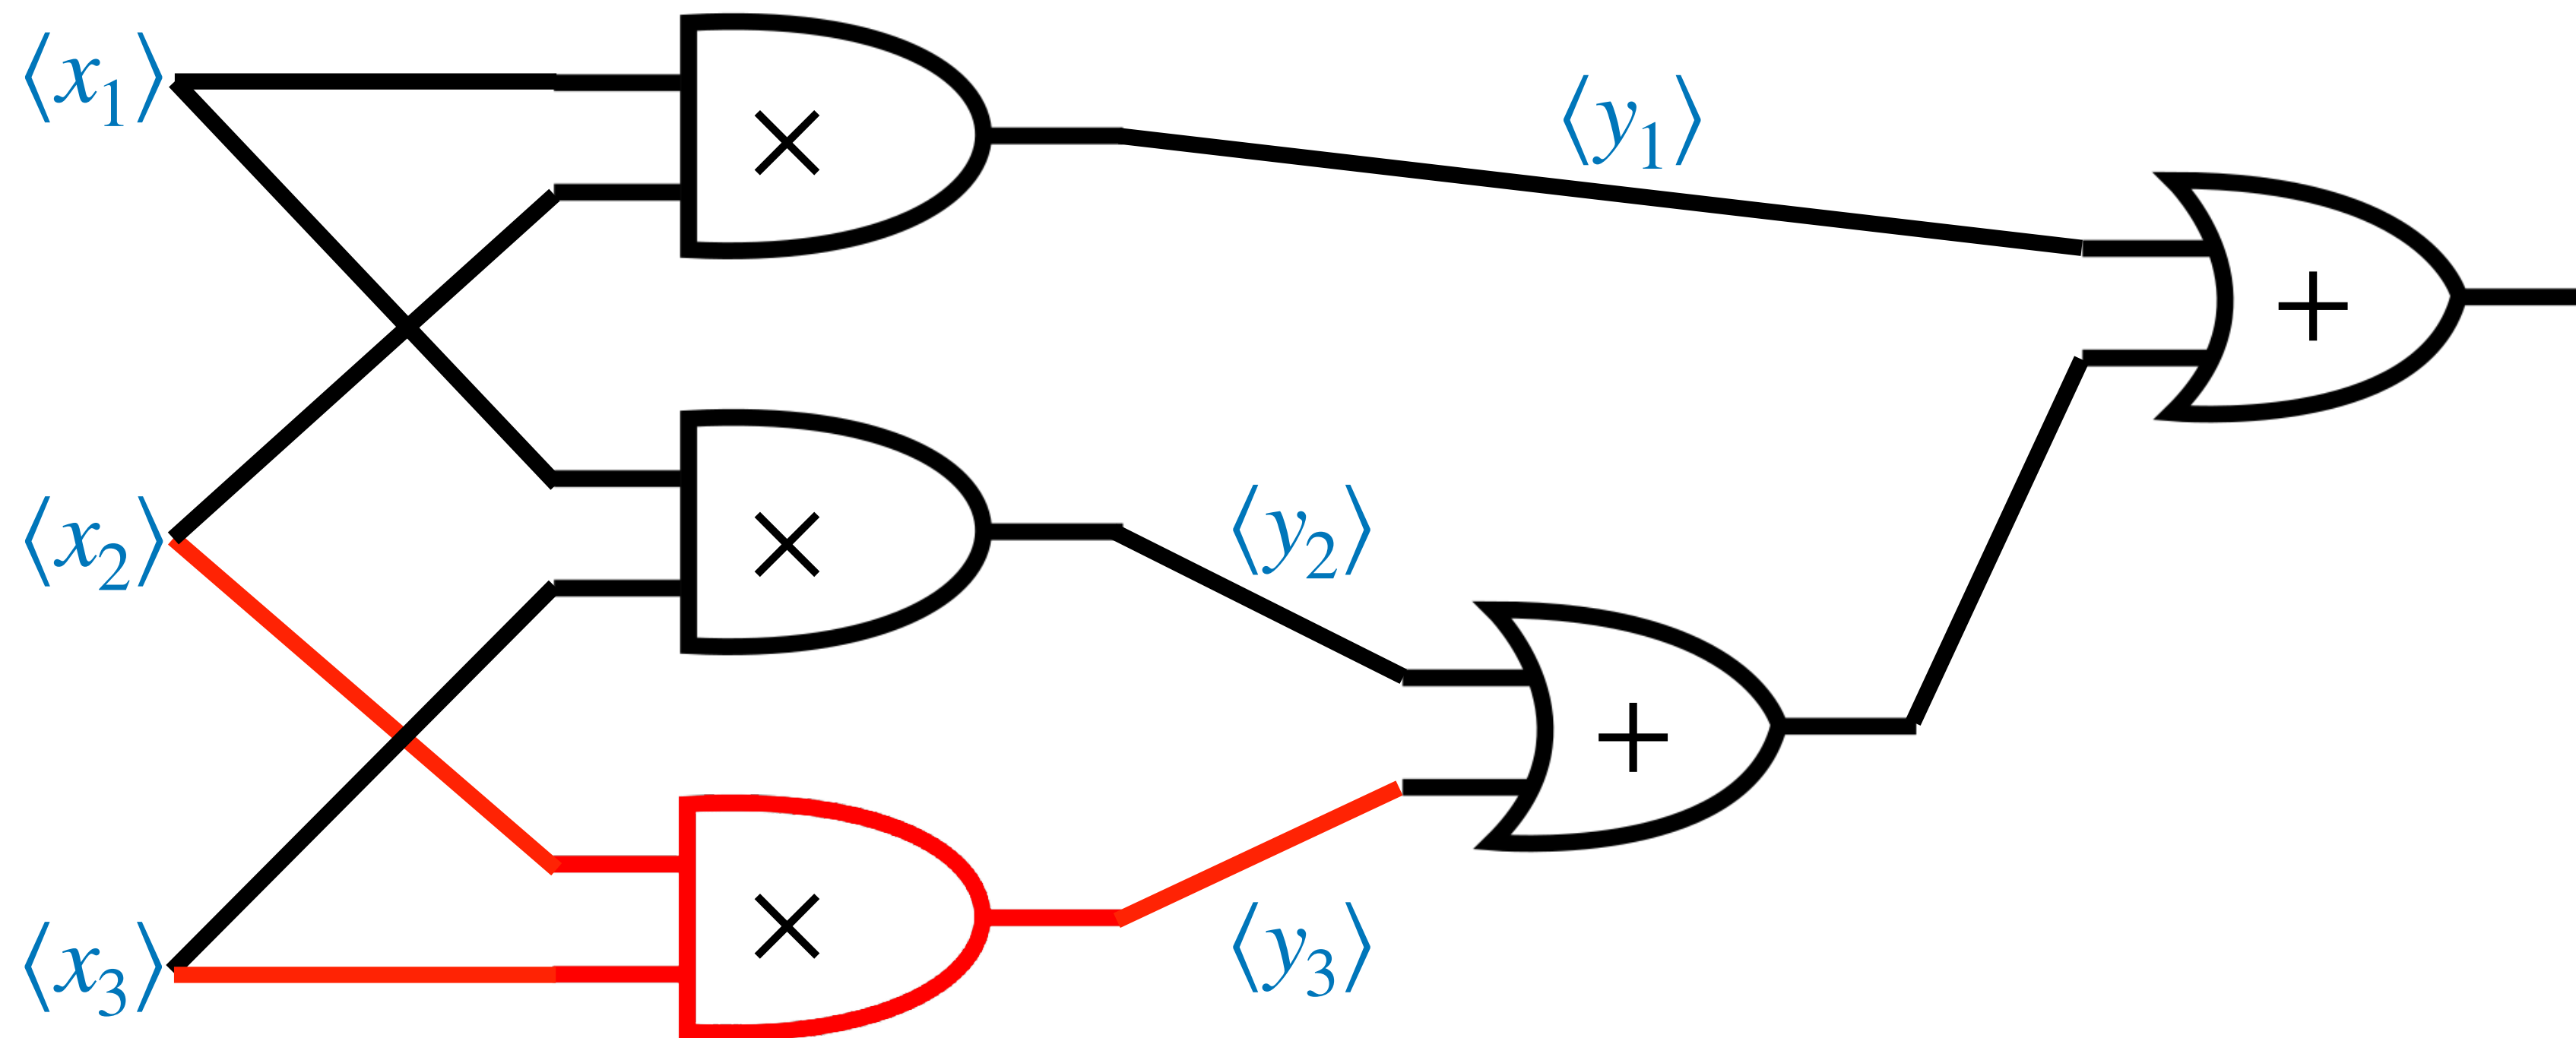 ⟨x₁⟩
×
⟨y₁⟩
+
⟨x₂⟩
×
⟨y₂⟩
+
⟨x₃⟩
×
⟨y₃⟩